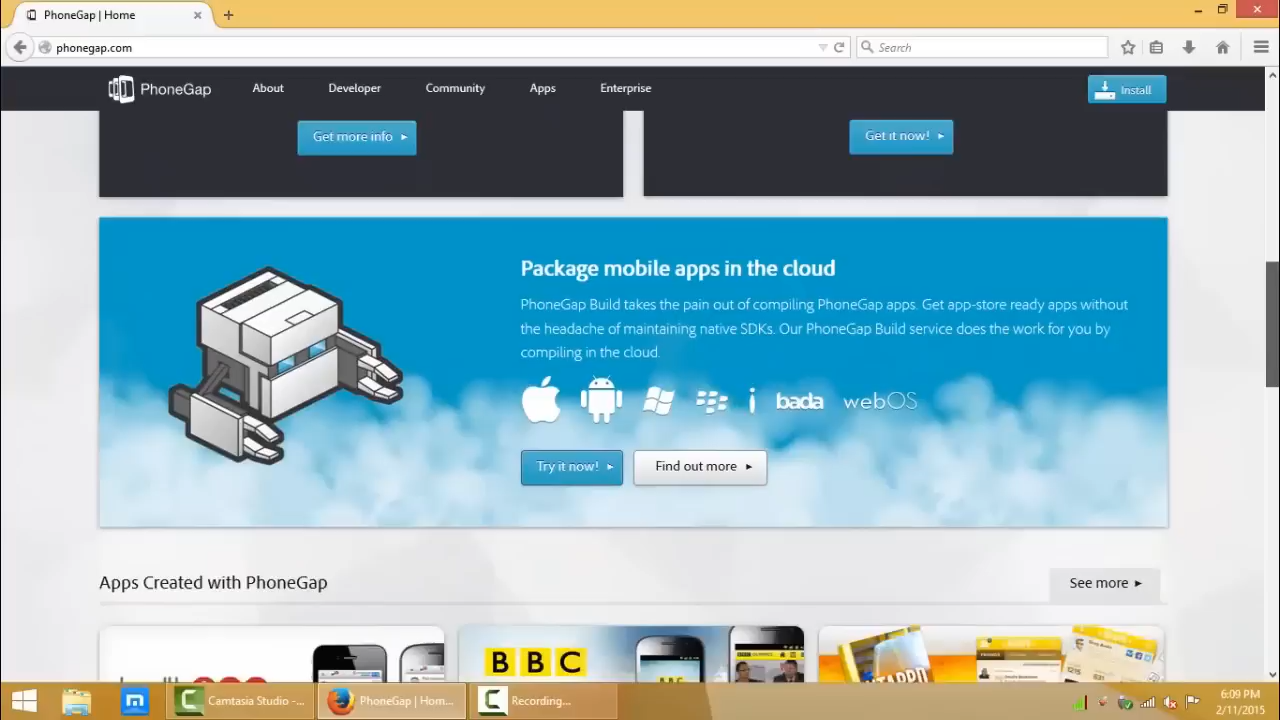 PhoneGap | Home
phonegap.com
Search
PhoneGap
About
Developer
Community
Apps
Enterprise
Install
Get more info
Get it now!
Package mobile apps in the cloud
PhoneGap Build takes the pain out of compiling PhoneGap apps. Get app-store ready apps without
the headache of maintaining native SDKs. Our PhoneGap Build service does the work for you by
compiling in the cloud.
bada
webOS
Try it now!
Find out more
Apps Created with PhoneGap
See more
BBC
Camtasia Studio -...
PhoneGap | Hom...
Recording...
6:09 PM
2/11/2015